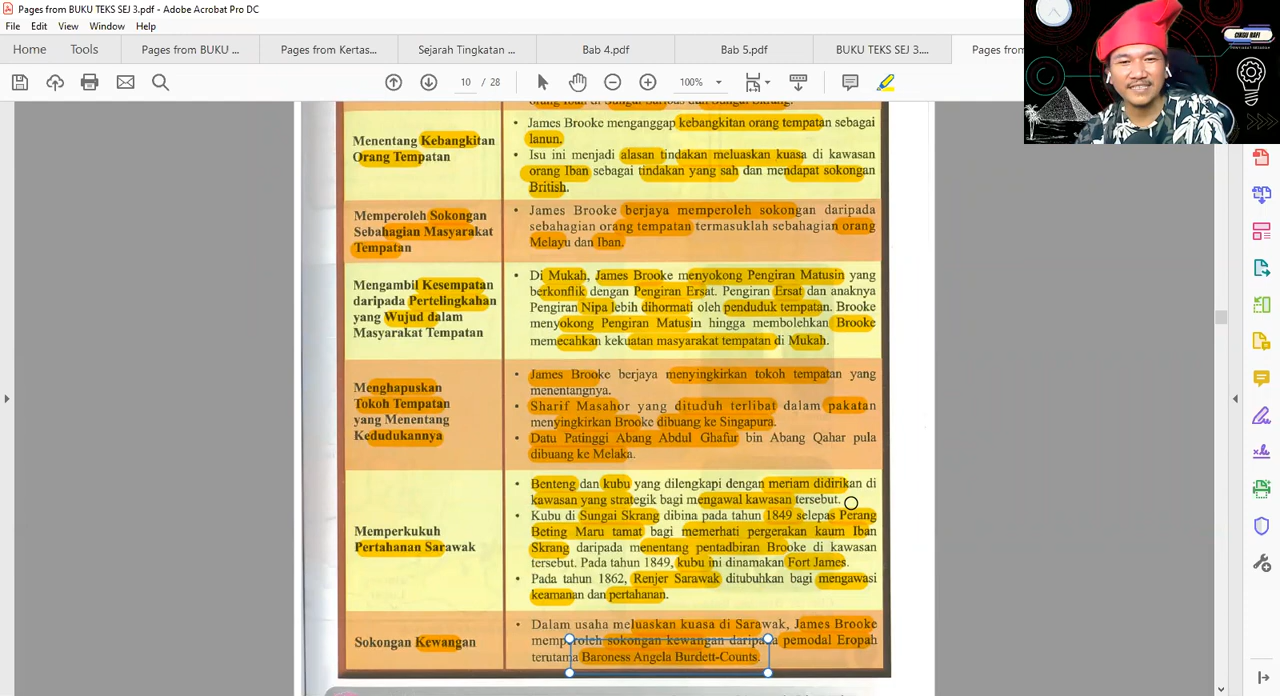 Pages from BUKU TEKS SEJ 3.pdf - Adobe Acrobat Pro DC
File Edit View Window Help
Home Tools Pages from BUKU ... Pages from Kertas... Sejarah Tingkatan ... Bab 4.pdf Bab 5.pdf BUKU TEKS SEJ 3.... Pages from
CIKGU RAFI
10 / 28 100%
orang Iban di Sungai Saribas dan Sungai Skrang.
Menentang Kebangkitan
Orang Tempatan
• James Brooke menganggap kebangkitan orang tempatan sebagai
lanun.
• Isu ini menjadi alasan tindakan meluaskan kuasa di kawasan
orang Iban sebagai tindakan yang sah dan mendapat sokongan
British.
Memperoleh Sokongan
Sebahagian Masyarakat
Tempatan
• James Brooke berjaya memperoleh sokongan daripada
sebahagian orang tempatan termasuklah sebahagian orang
Melayu dan Iban.
Mengambil Kesempatan
daripada Pertelingkahan
yang Wujud dalam
Masyarakat Tempatan
• Di Mukah, James Brooke menyokong Pengiran Matusin yang
berkonflik dengan Pengiran Ersat. Pengiran Ersat dan anaknya
Pengiran Nipa lebih dihormati oleh penduduk tempatan. Brooke
menyokong Pengiran Matusin hingga membolehkan Brooke
memecahkan kekuatan masyarakat tempatan di Mukah.
Menghapuskan
Tokoh Tempatan
yang Menentang
Kedudukannya
• James Brooke berjaya menyingkirkan tokoh tempatan yang
menentangnya.
• Sharif Masahor yang dituduh terlibat dalam pakatan
menyingkirkan Brooke dibuang ke Singapura.
• Datu Patinggi Abang Abdul Ghafur bin Abang Qahar pula
dibuang ke Melaka.
Memperkukuh
Pertahanan Sarawak
• Benteng dan kubu yang dilengkapi dengan meriam didirikan di
kawasan yang strategik bagi mengawal kawasan tersebut.
• Kubu di Sungai Skrang dibina pada tahun 1849 selepas Perang
Beting Maru tamat bagi memerhati pergerakan kaum Iban
Skrang daripada menentang pentadbiran Brooke di kawasan
tersebut. Pada tahun 1849, kubu ini dinamakan Fort James.
• Pada tahun 1862, Renjer Sarawak ditubuhkan bagi mengawasi
keamanan dan pertahanan.
Sokongan Kewangan
• Dalam usaha meluaskan kuasa di Sarawak, James Brooke
memperoleh sokongan kewangan daripada pemodal Eropah
terutama Baroness Angela Burdett-Counts.